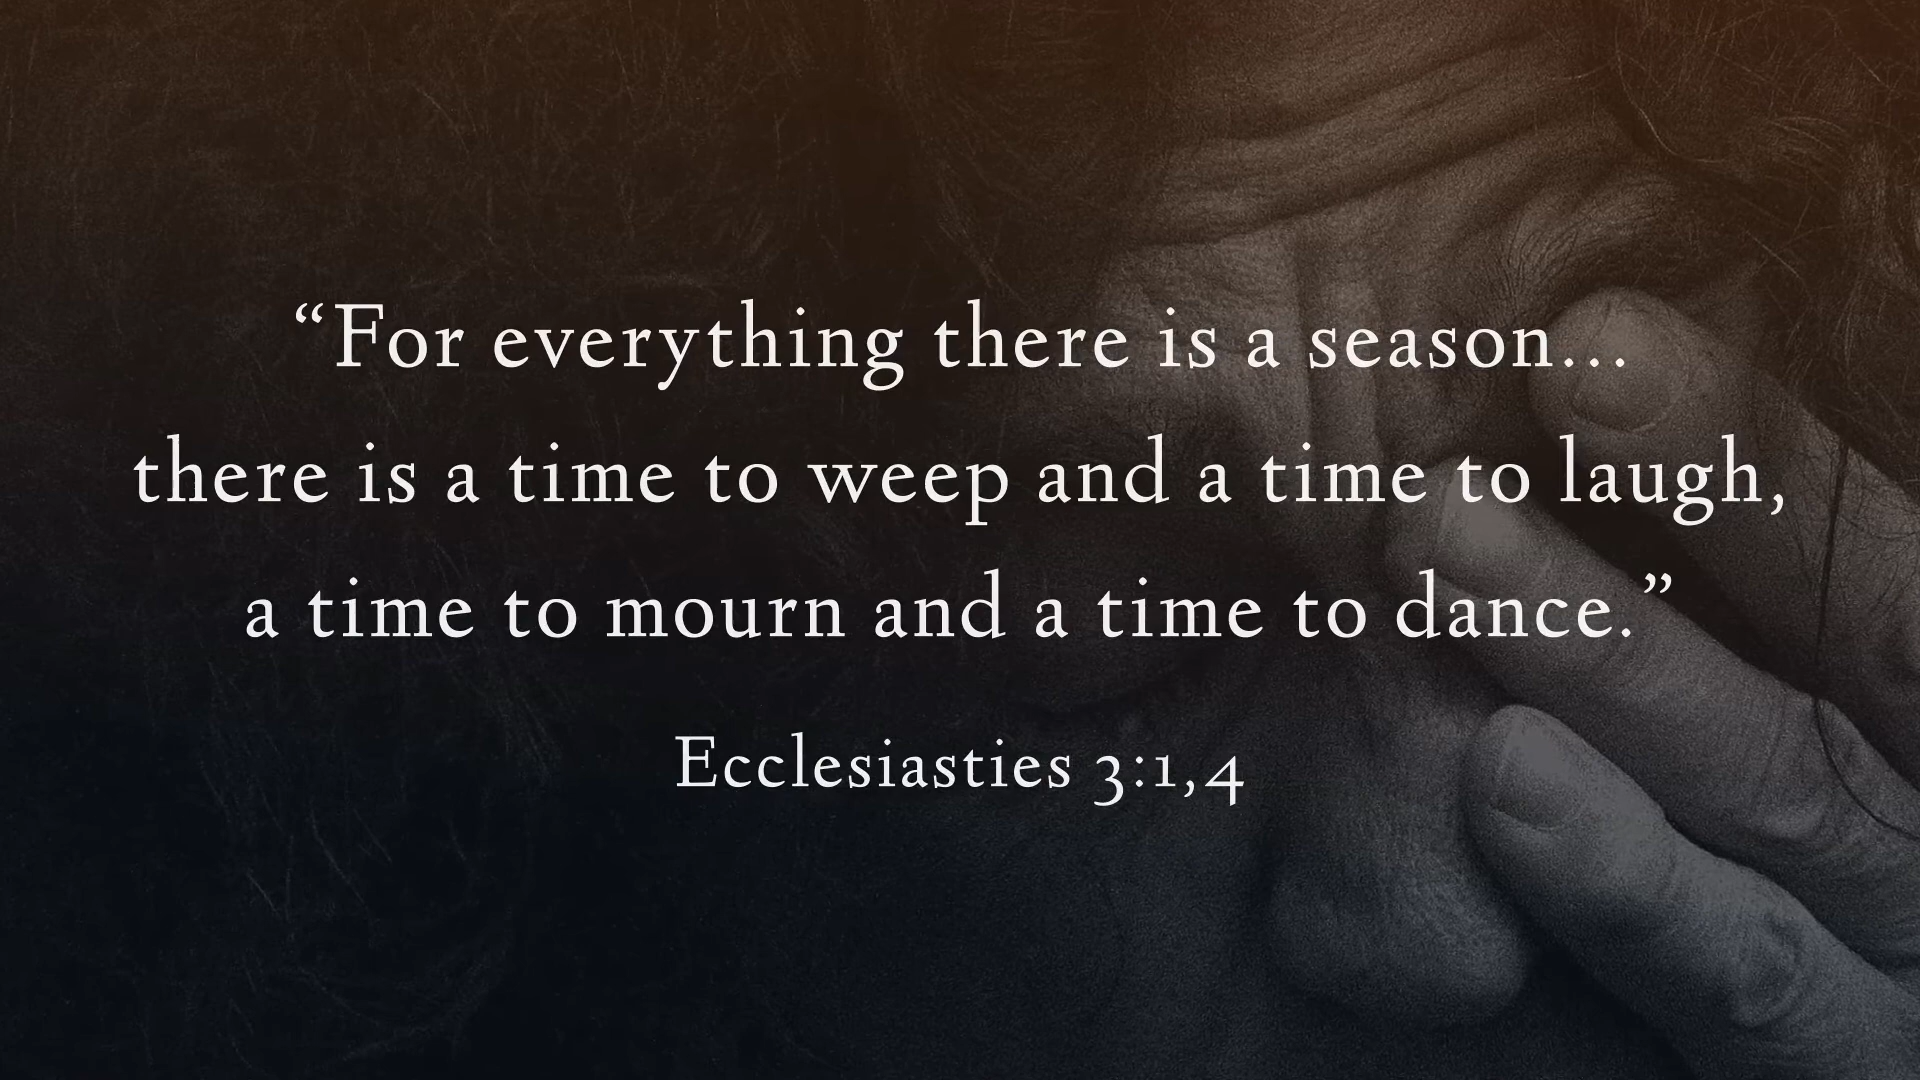 “For everything there is a season...
there is a time to weep and a time to laugh,
a time to mourn and a time to dance.”
Ecclesiasties 3:1,4